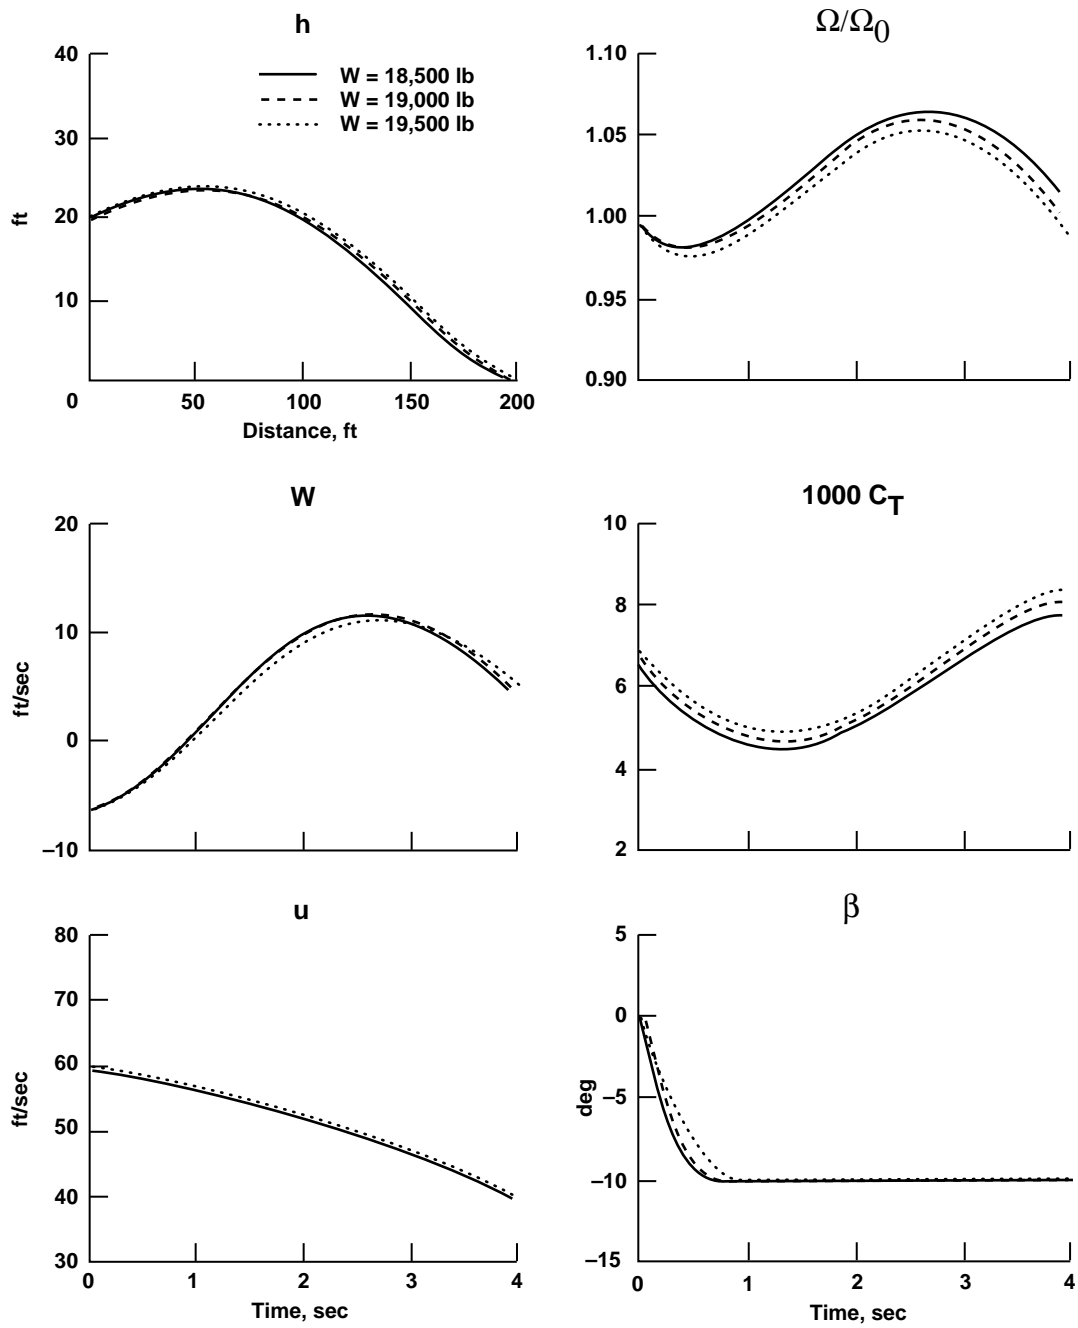 h
40
30
20
10
0
ft
W = 18,500 lb
W = 19,000 lb
W = 19,500 lb
50
100
150
200
Distance, ft
Ω/Ω0
1.10
1.05
1.00
0.95
0.90
W
20
10
0
–10
ft/sec
1000 CT
10
8
6
4
2
u
80
70
60
50
40
30
ft/sec
0
1
2
3
4
Time, sec
β
5
0
–5
–10
–15
deg
0
1
2
3
4
Time, sec